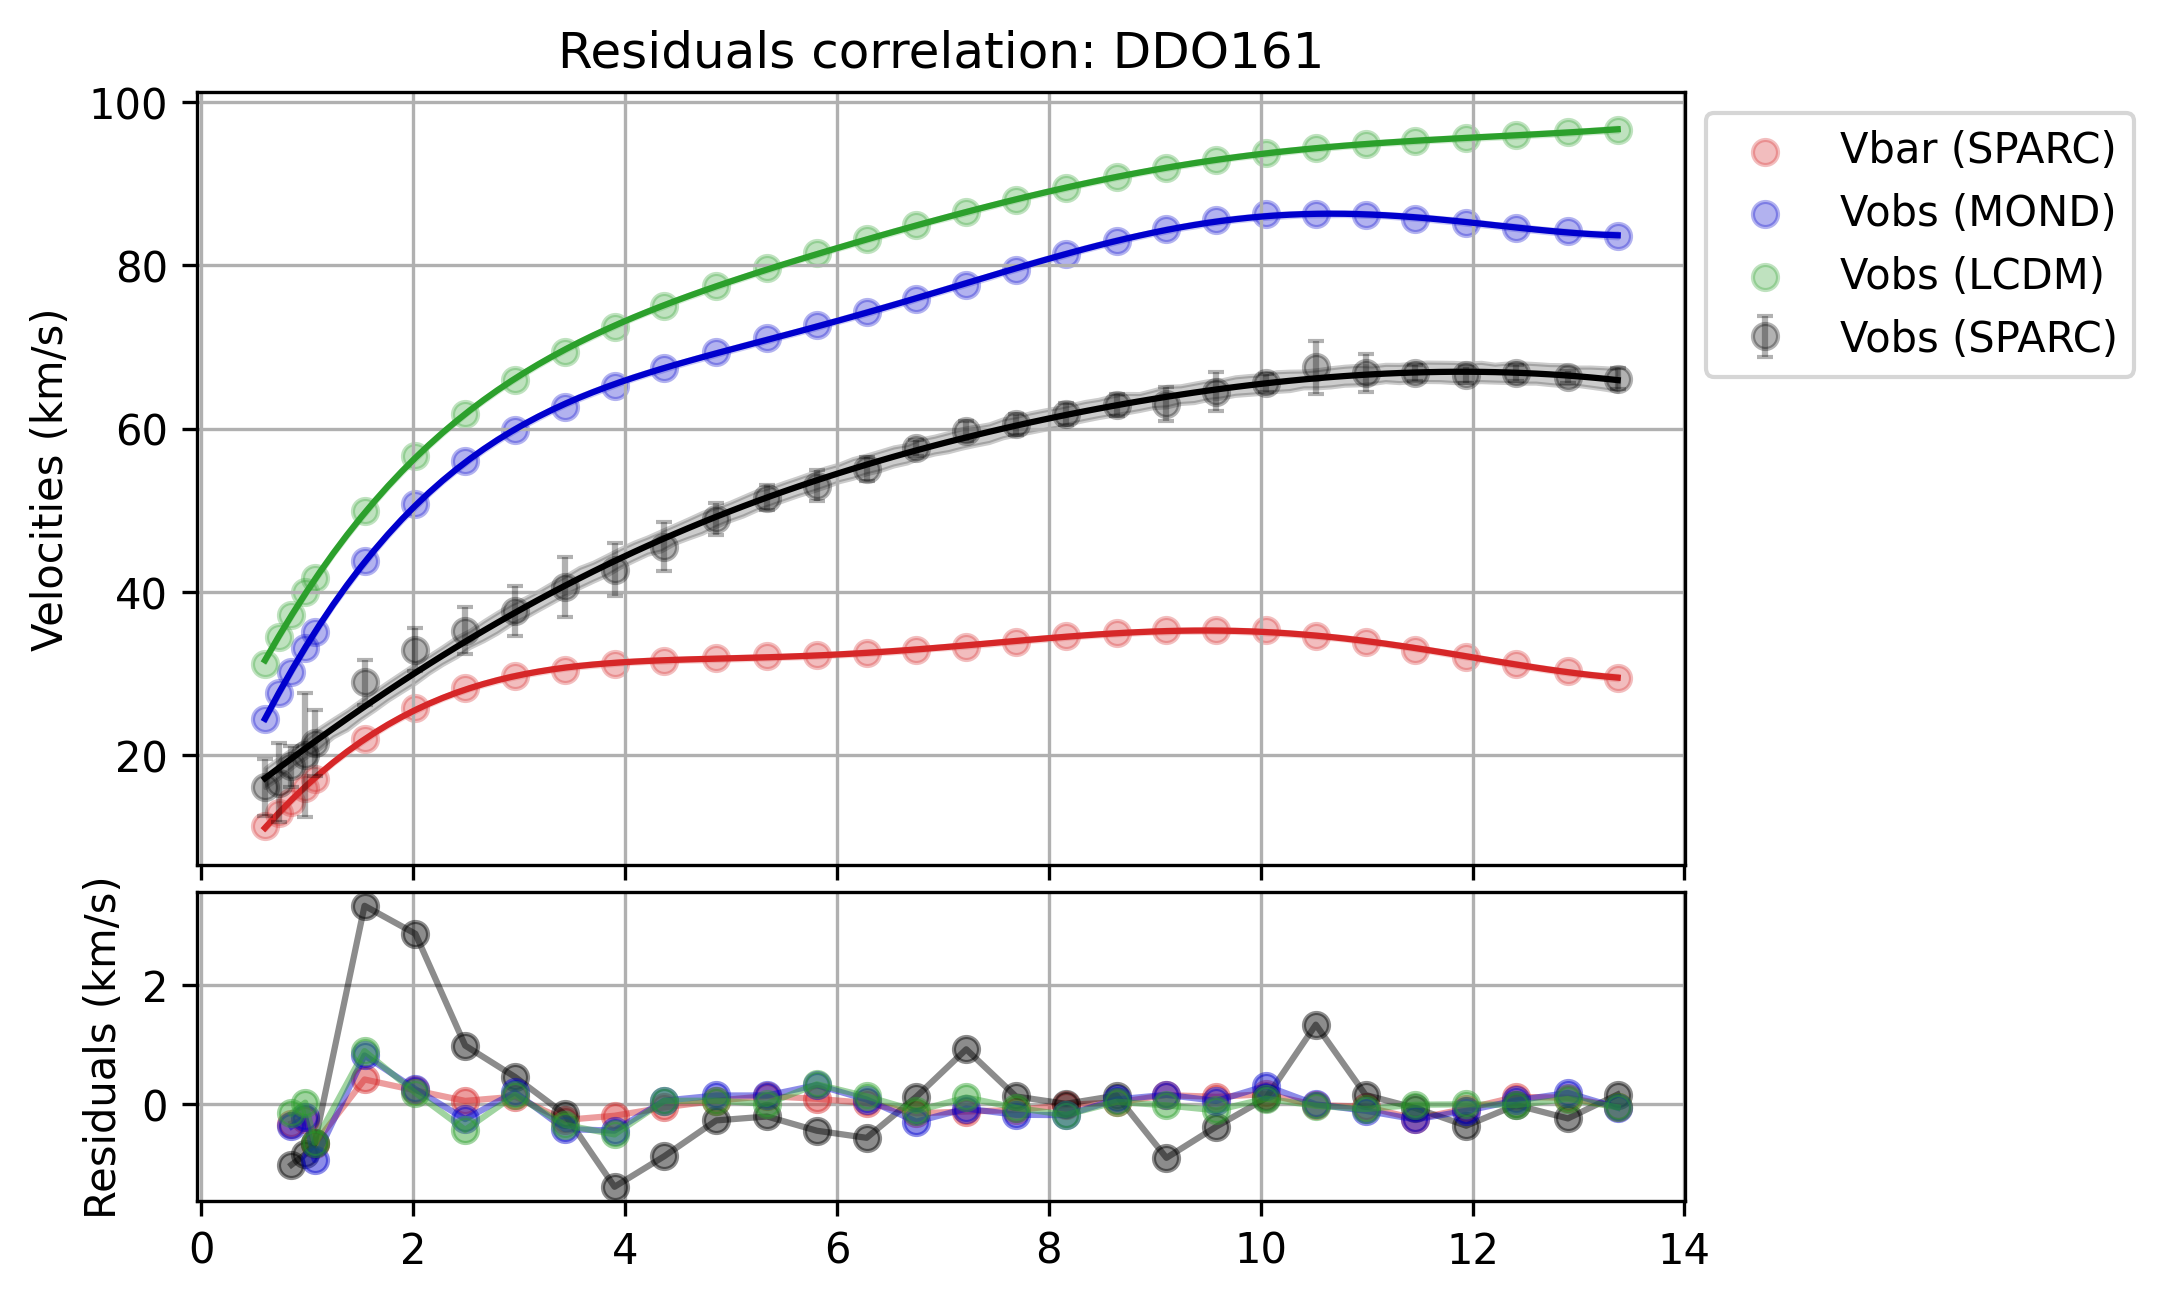 Residuals correlation: DDO161
Velocities (km/s)
100
80
60
40
20
Vbar (SPARC)
Vobs (MOND)
Vobs (LCDM)
Vobs (SPARC)
Residuals (km/s)
2
0
0 2 4 6 8 10 12 14